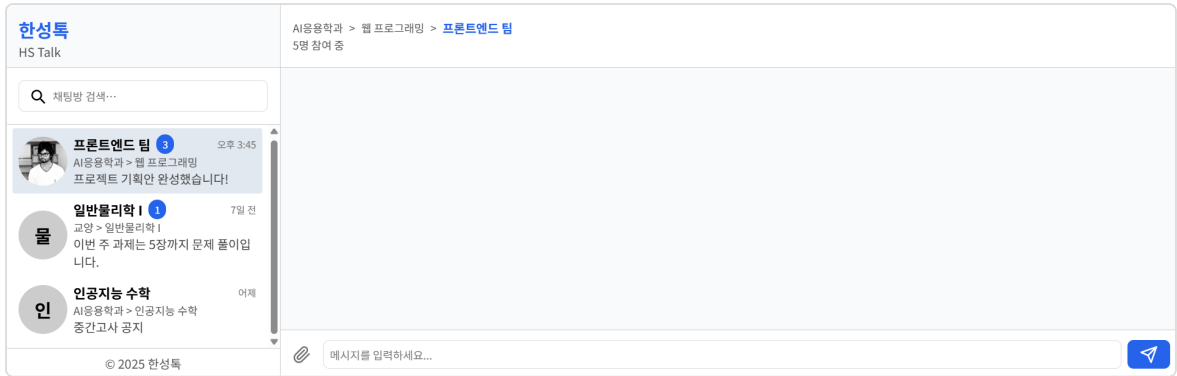 한성톡
HS Talk
채팅방 검색…
프론트엔드 팀 3 오후 3:45
AI응용학과 > 웹 프로그래밍
프로젝트 기획안 완성했습니다!
물
일반물리학 I 1 7일 전
교양 > 일반물리학 I
이번 주 과제는 5장까지 문제 풀이입
니다.
인
인공지능 수학 어제
AI응용학과 > 인공지능 수학
중간고사 공지
© 2025 한성톡
AI응용학과 > 웹 프로그래밍 > 프론트엔드 팀
5명 참여 중
메시지를 입력하세요...